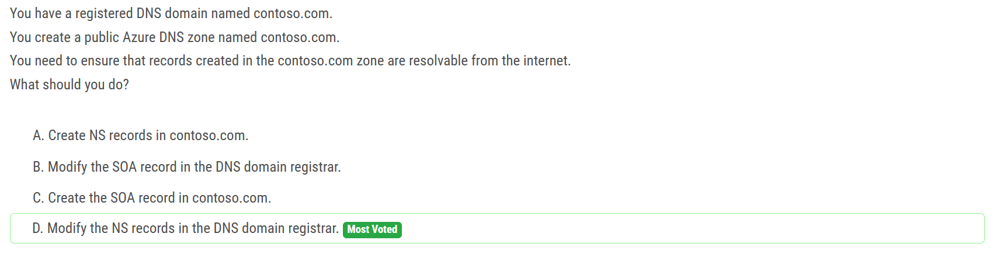 You have a registered DNS domain named contoso.com.
You create a public Azure DNS zone named contoso.com.
You need to ensure that records created in the contoso.com zone are resolvable from the internet.
What should you do?
A. Create NS records in contoso.com.
B. Modify the SOA record in the DNS domain registrar.
C. Create the SOA record in contoso.com.
D. Modify the NS records in the DNS domain registrar. Most Voted